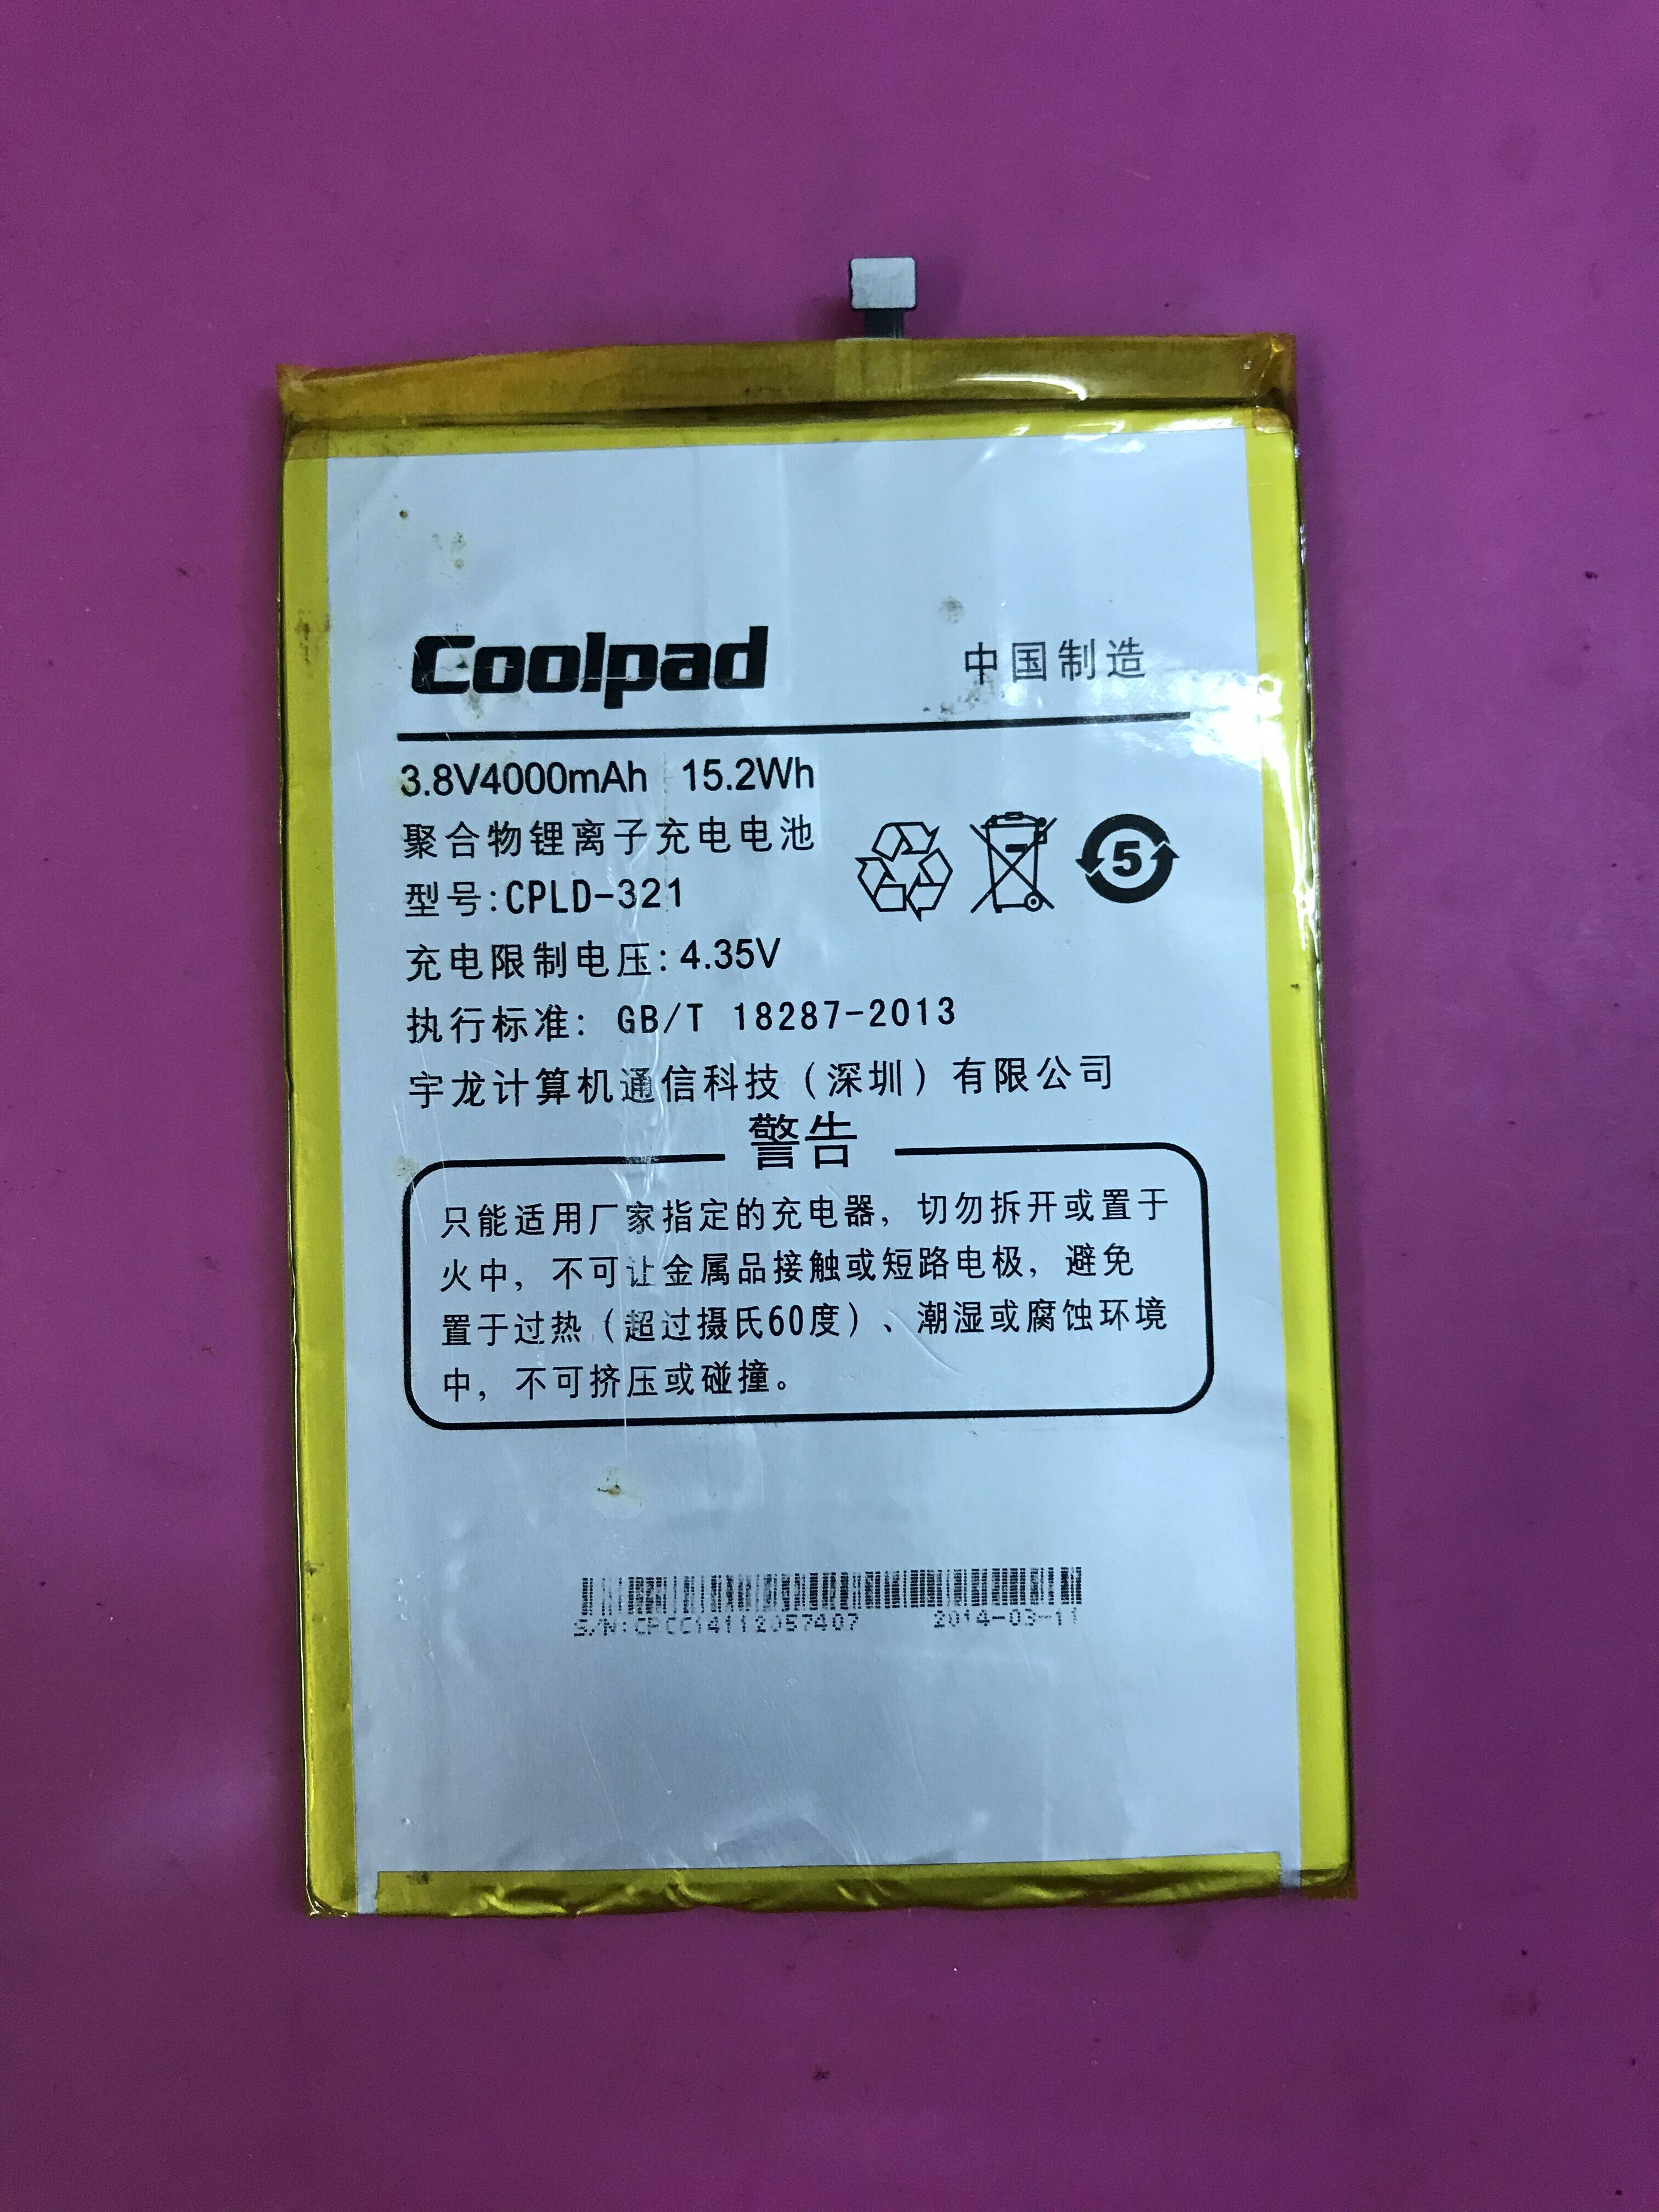 Coolpad 中国制造
3.8V4000mAh 15.2Wh
聚合物锂离子充电电池
型号:CPLD-321
5
充电限制电压:4.35V
执行标准: GB/T 18287-2013
宇龙计算机通信科技（深圳）有限公司
警告
只能适用厂家指定的充电器，切勿拆开或置于
火中，不可让金属品接触或短路电极，避免
置于过热（超过摄氏60度）、潮湿或腐蚀环境
中，不可挤压或碰撞。
S/N:CPCC14112057407 2014-03-11